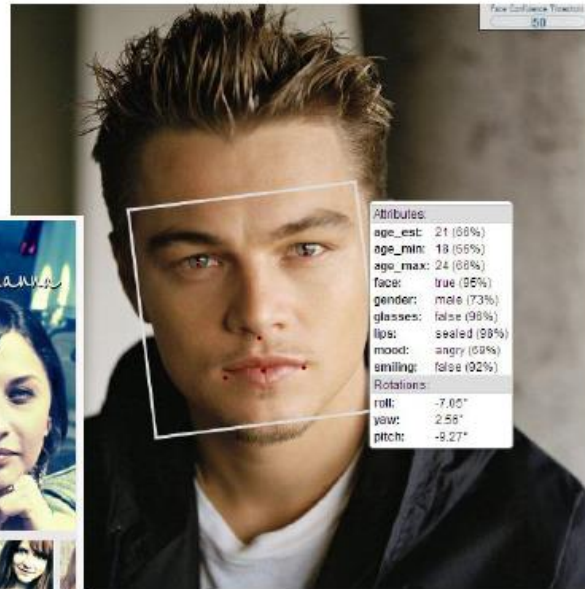 Face Confidence Threshold
50
Attributes:
age_est: 21 (66%)
age_min: 18 (55%)
age_max: 24 (66%)
face: true (95%)
gender: male (73%)
glasses: false (96%)
lips: sealed (98%)
mood: angry (69%)
smiling: false (92%)
Rotations:
roll: -7.05°
yaw: 2.56°
pitch: -9.27°